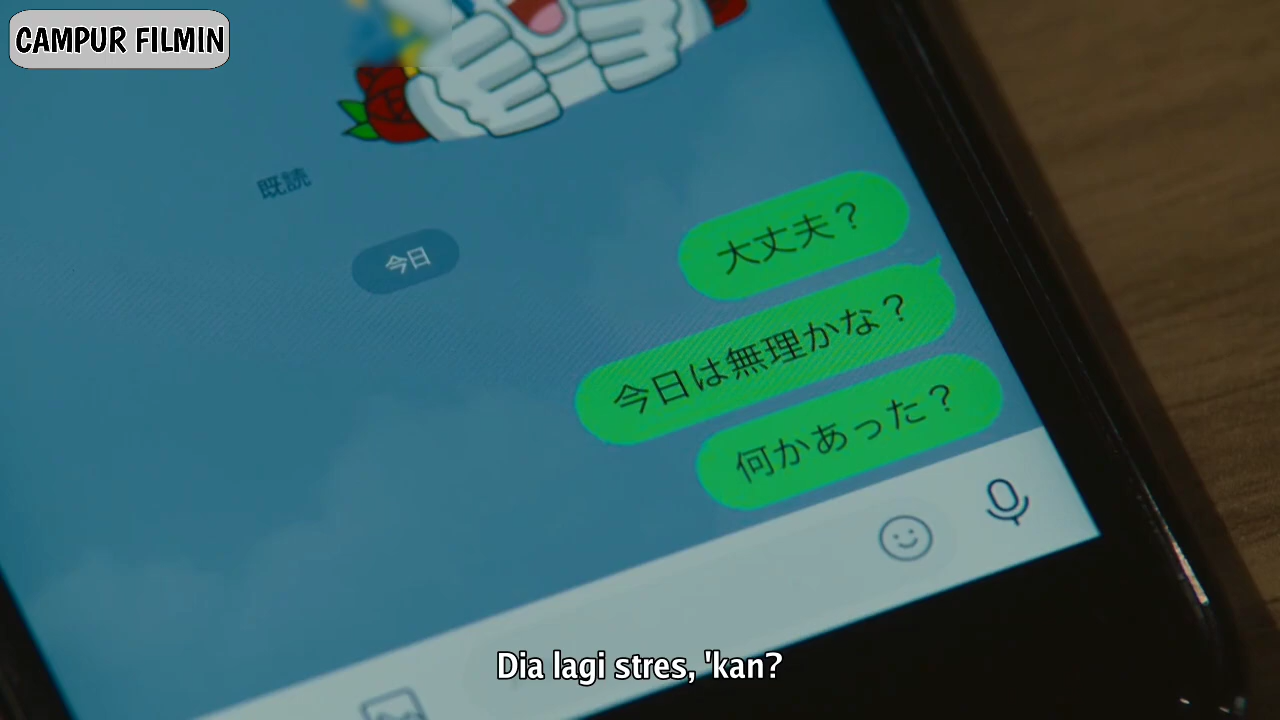 CAMPUR FILMIN
既読
今日
大丈夫？
今日は無理かな？
何かあった？
Dia lagi stres, 'kan?